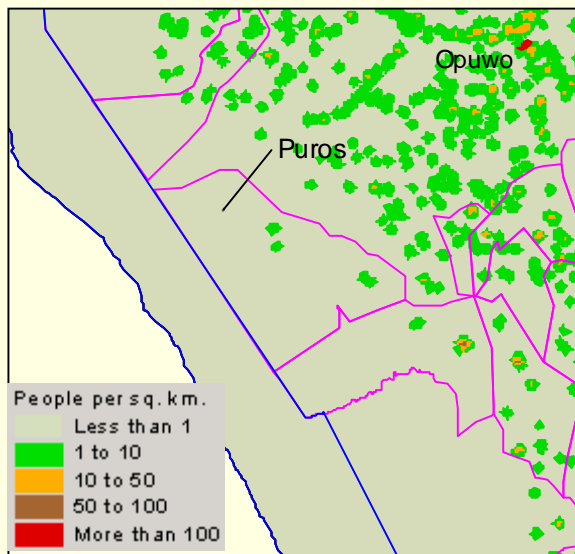 Opuwo
Puros
People per sq. km.
Less than 1
1 to 10
10 to 50
50 to 100
More than 100